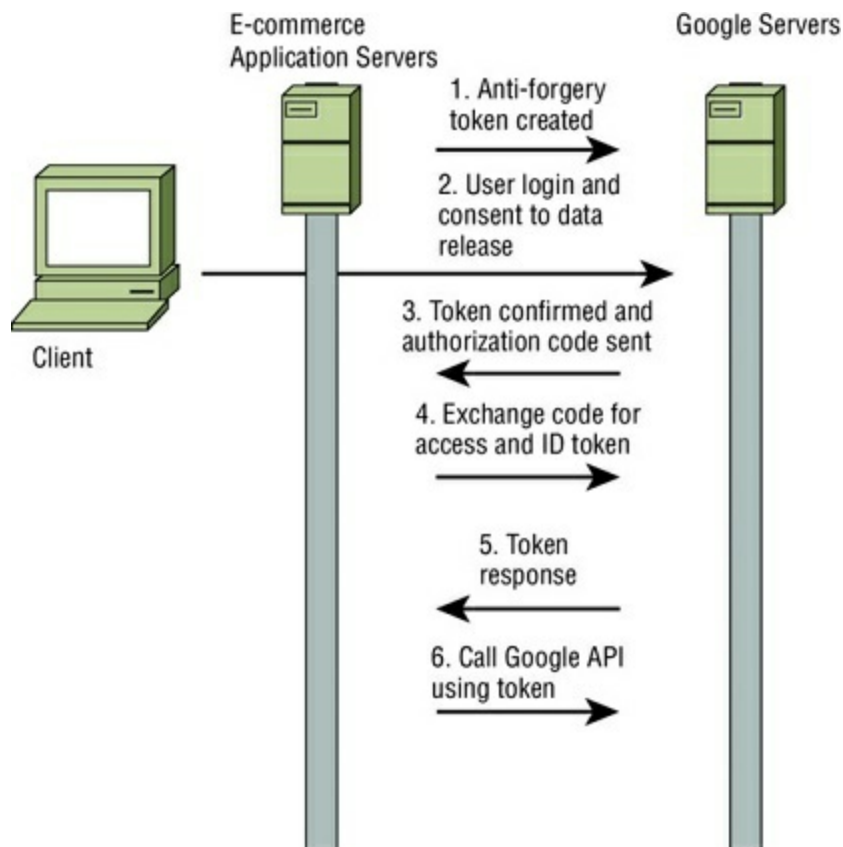 E-commerce
Application Servers
Google Servers
1. Anti-forgery
token created
2. User login and
consent to data
release
3. Token confirmed and
authorization code sent
Client
4. Exchange code for
access and ID token
5. Token
response
6. Call Google API
using token